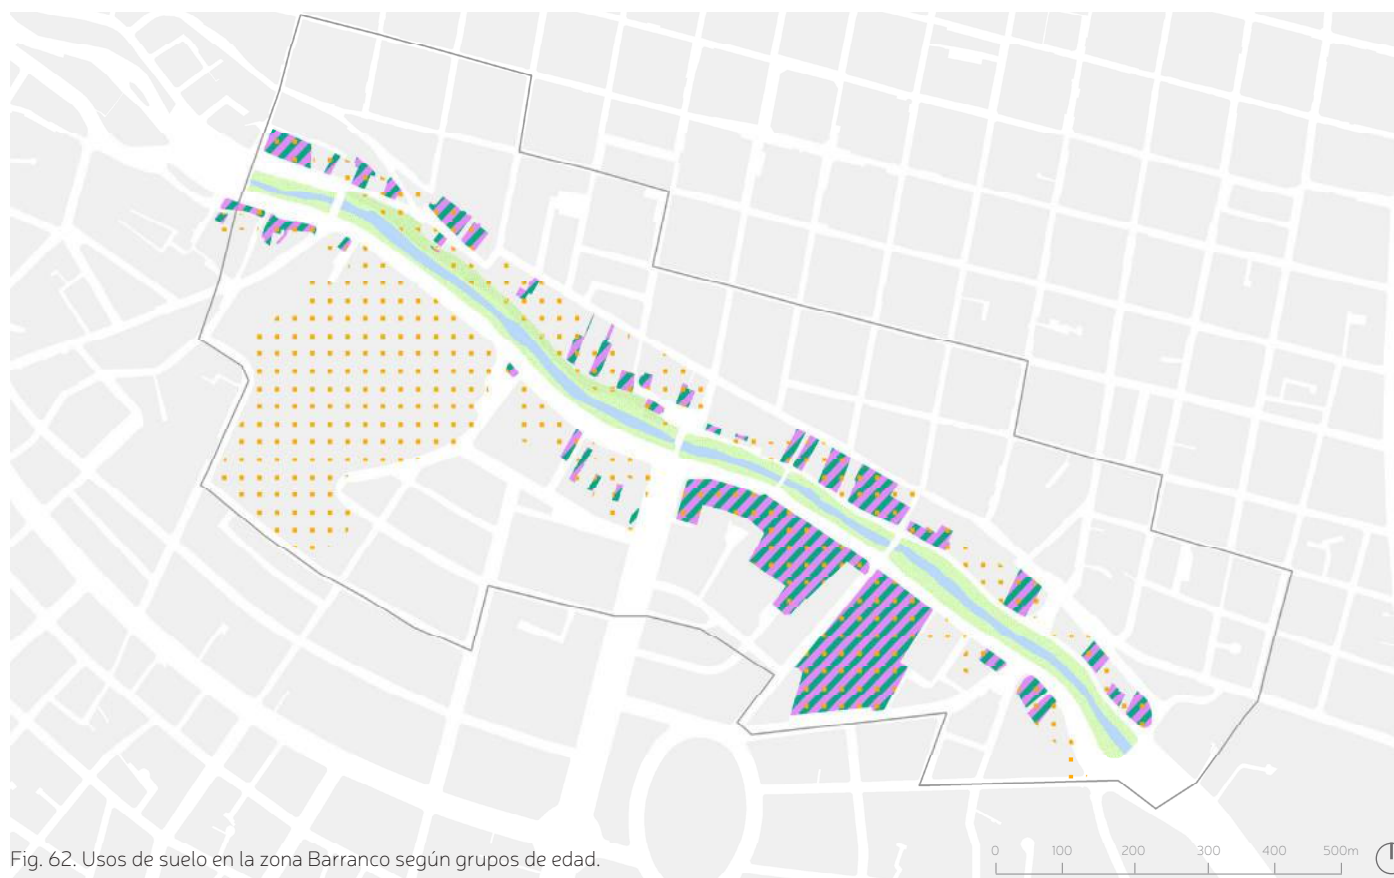 Fig. 62. Usos de suelo en la zona Barranco según grupos de edad.
0 100 200 300 400 500m